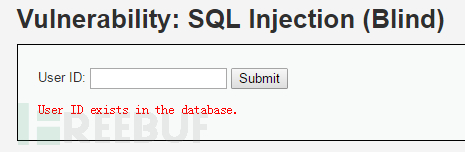 Vulnerability: SQL Injection (Blind)
User ID: Submit
User ID exists in the database.
FREEBUF